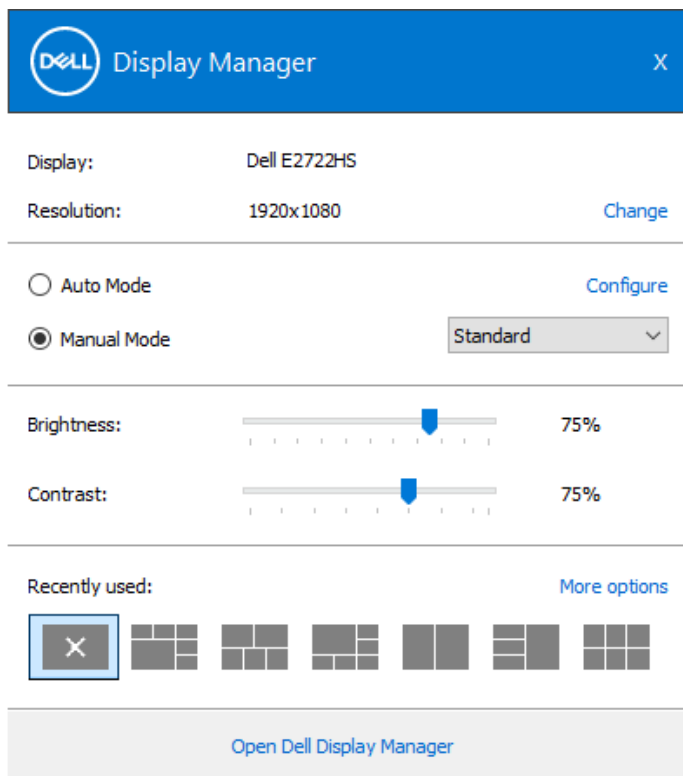 DELL Display Manager X
Display: Dell E2722HS
Resolution: 1920x1080 Change
Auto Mode Configure
Manual Mode Standard
Brightness: 75%
Contrast: 75%
Recently used: More options
Open Dell Display Manager